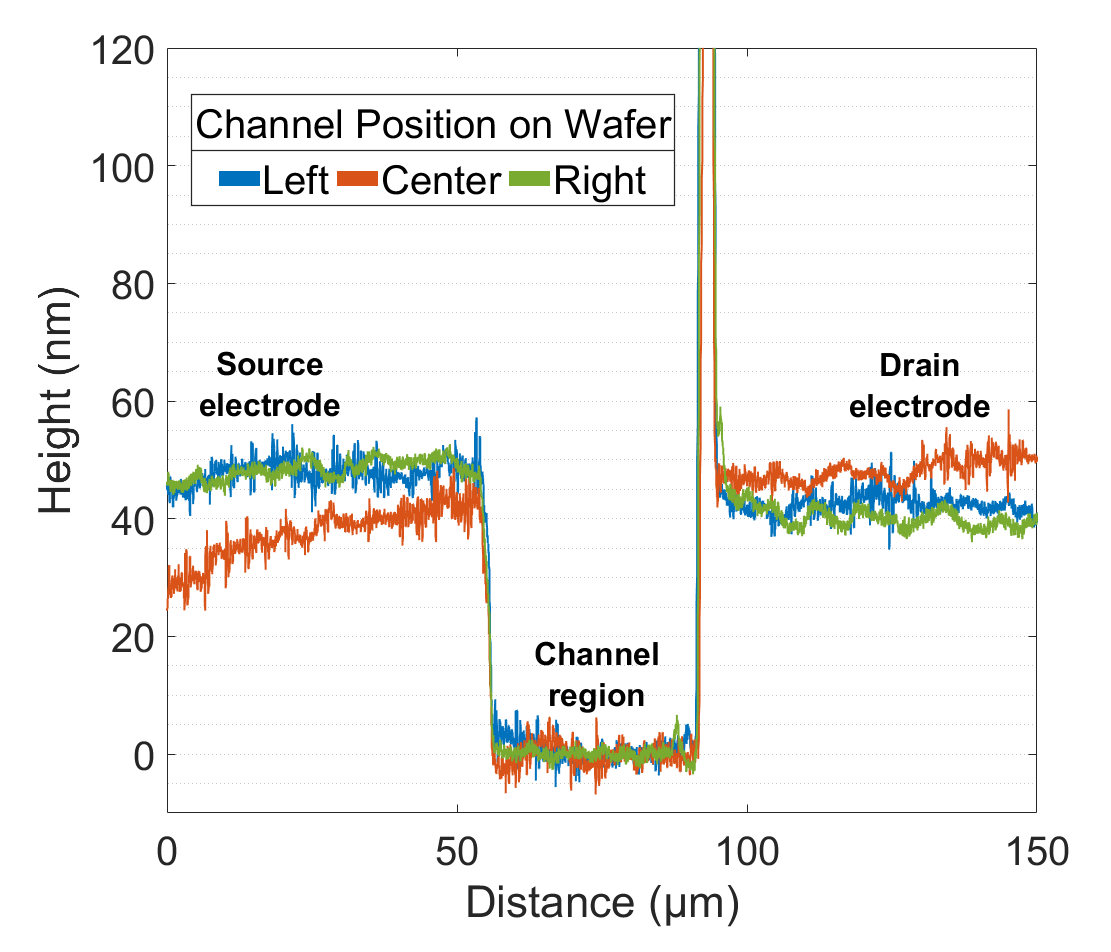 120
100
80
60
40
20
0
Height (nm)
Channel Position on Wafer
Left Center Right
Source
electrode
Drain
electrode
Channel
region
0 50 100 150
Distance (µm)